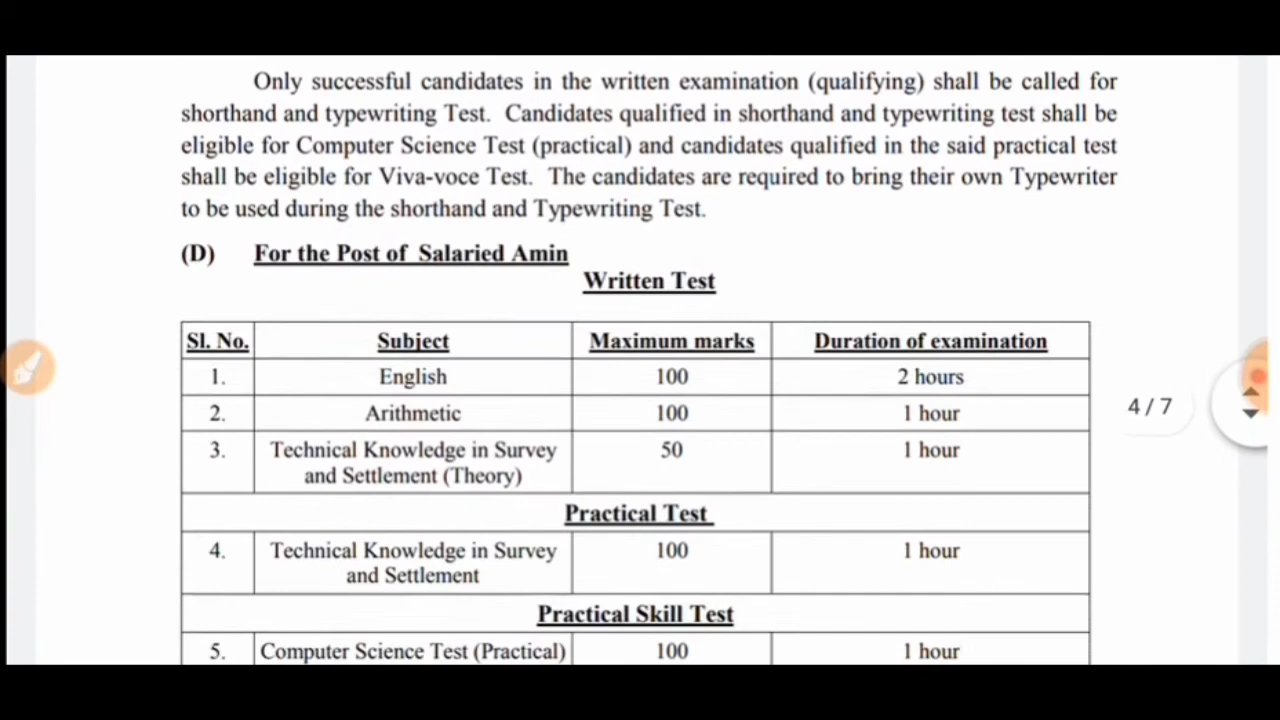 Only successful candidates in the written examination (qualifying) shall be called for
shorthand and typewriting Test. Candidates qualified in shorthand and typewriting test shall be
eligible for Computer Science Test (practical) and candidates qualified in the said practical test
shall be eligible for Viva-voce Test. The candidates are required to bring their own Typewriter
to be used during the shorthand and Typewriting Test.
(D) For the Post of Salaried Amin
Written Test
Sl. No. Subject Maximum marks Duration of examination
1. English 100 2 hours
2. Arithmetic 100 1 hour
3. Technical Knowledge in Survey 50 1 hour
and Settlement (Theory)
Practical Test
4. Technical Knowledge in Survey 100 1 hour
and Settlement
Practical Skill Test
5. Computer Science Test (Practical) 100 1 hour
4 / 7